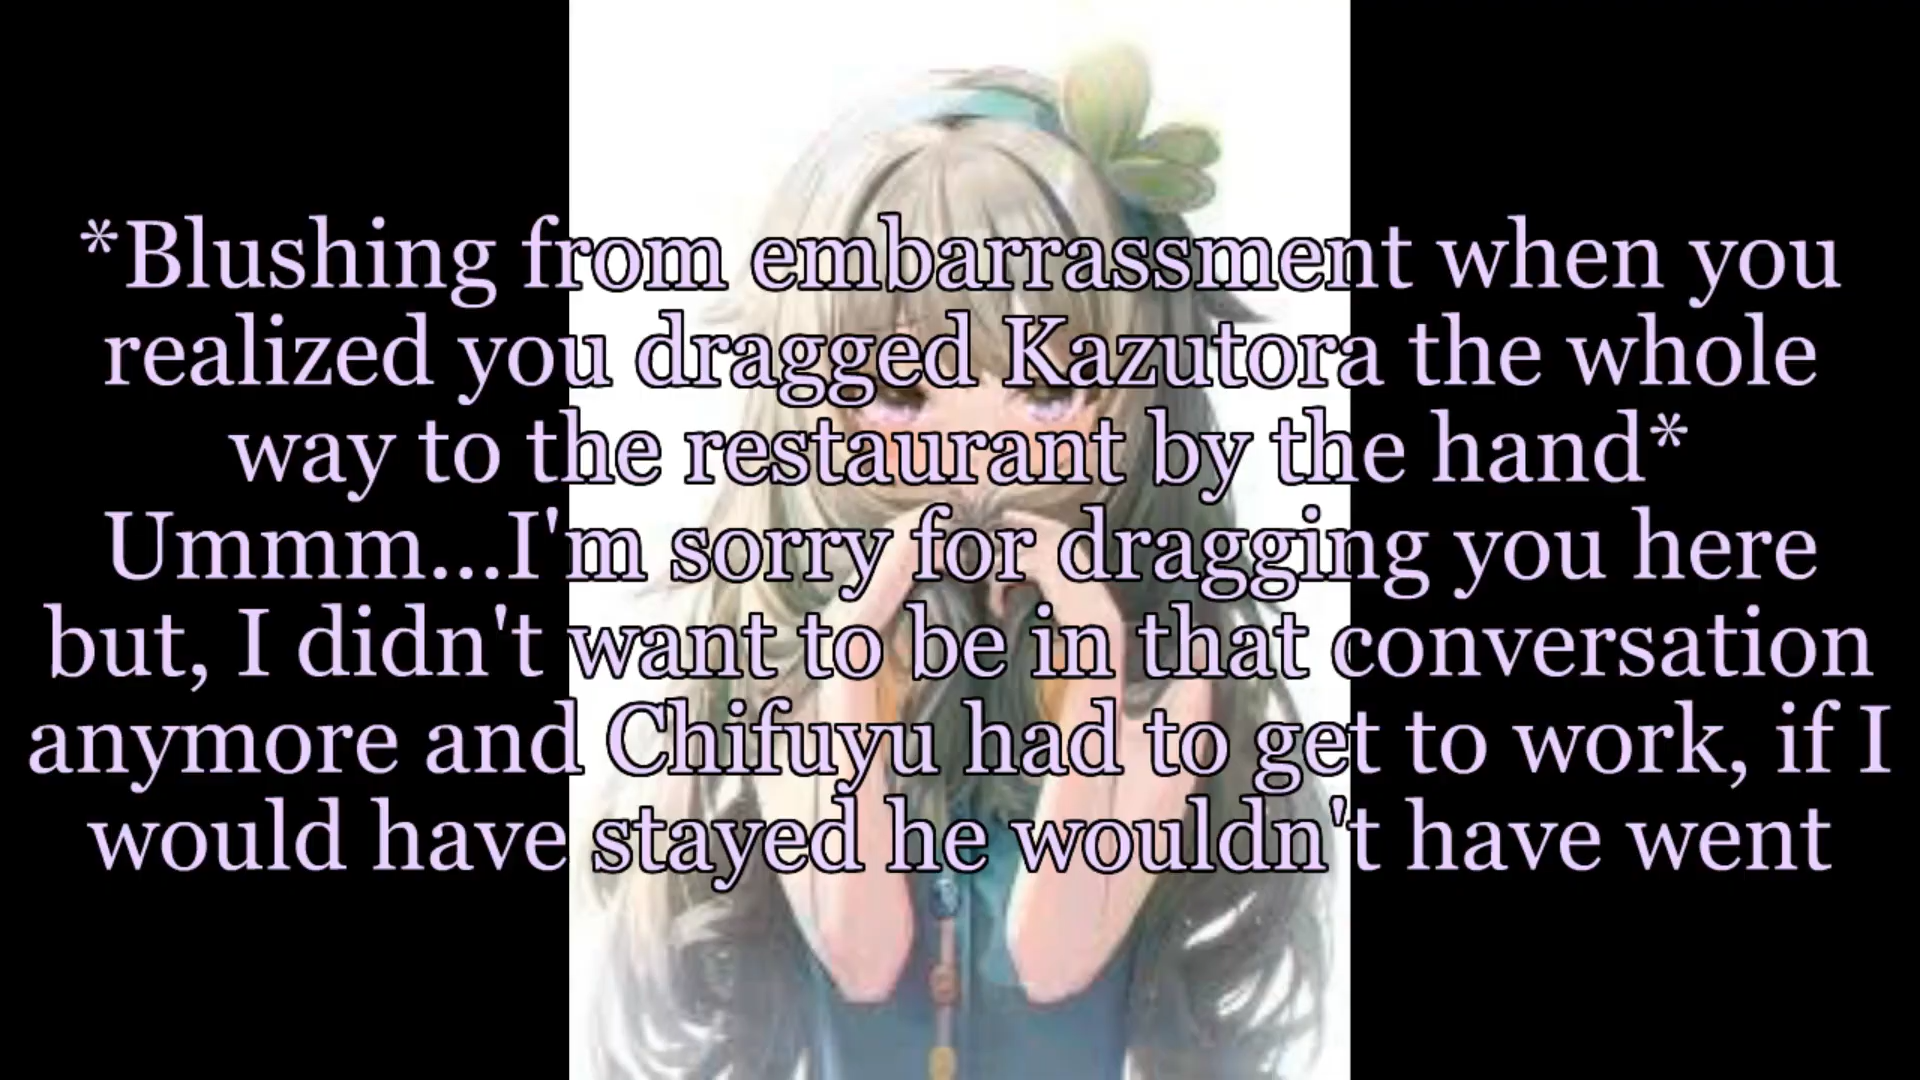 *Blushing from embarrassment when you
realized you dragged Kazutora the whole
way to the restaurant by the hand*
Ummm...I'm sorry for dragging you here
but, I didn't want to be in that conversation
anymore and Chifuyu had to get to work, if I
would have stayed he wouldn't have went